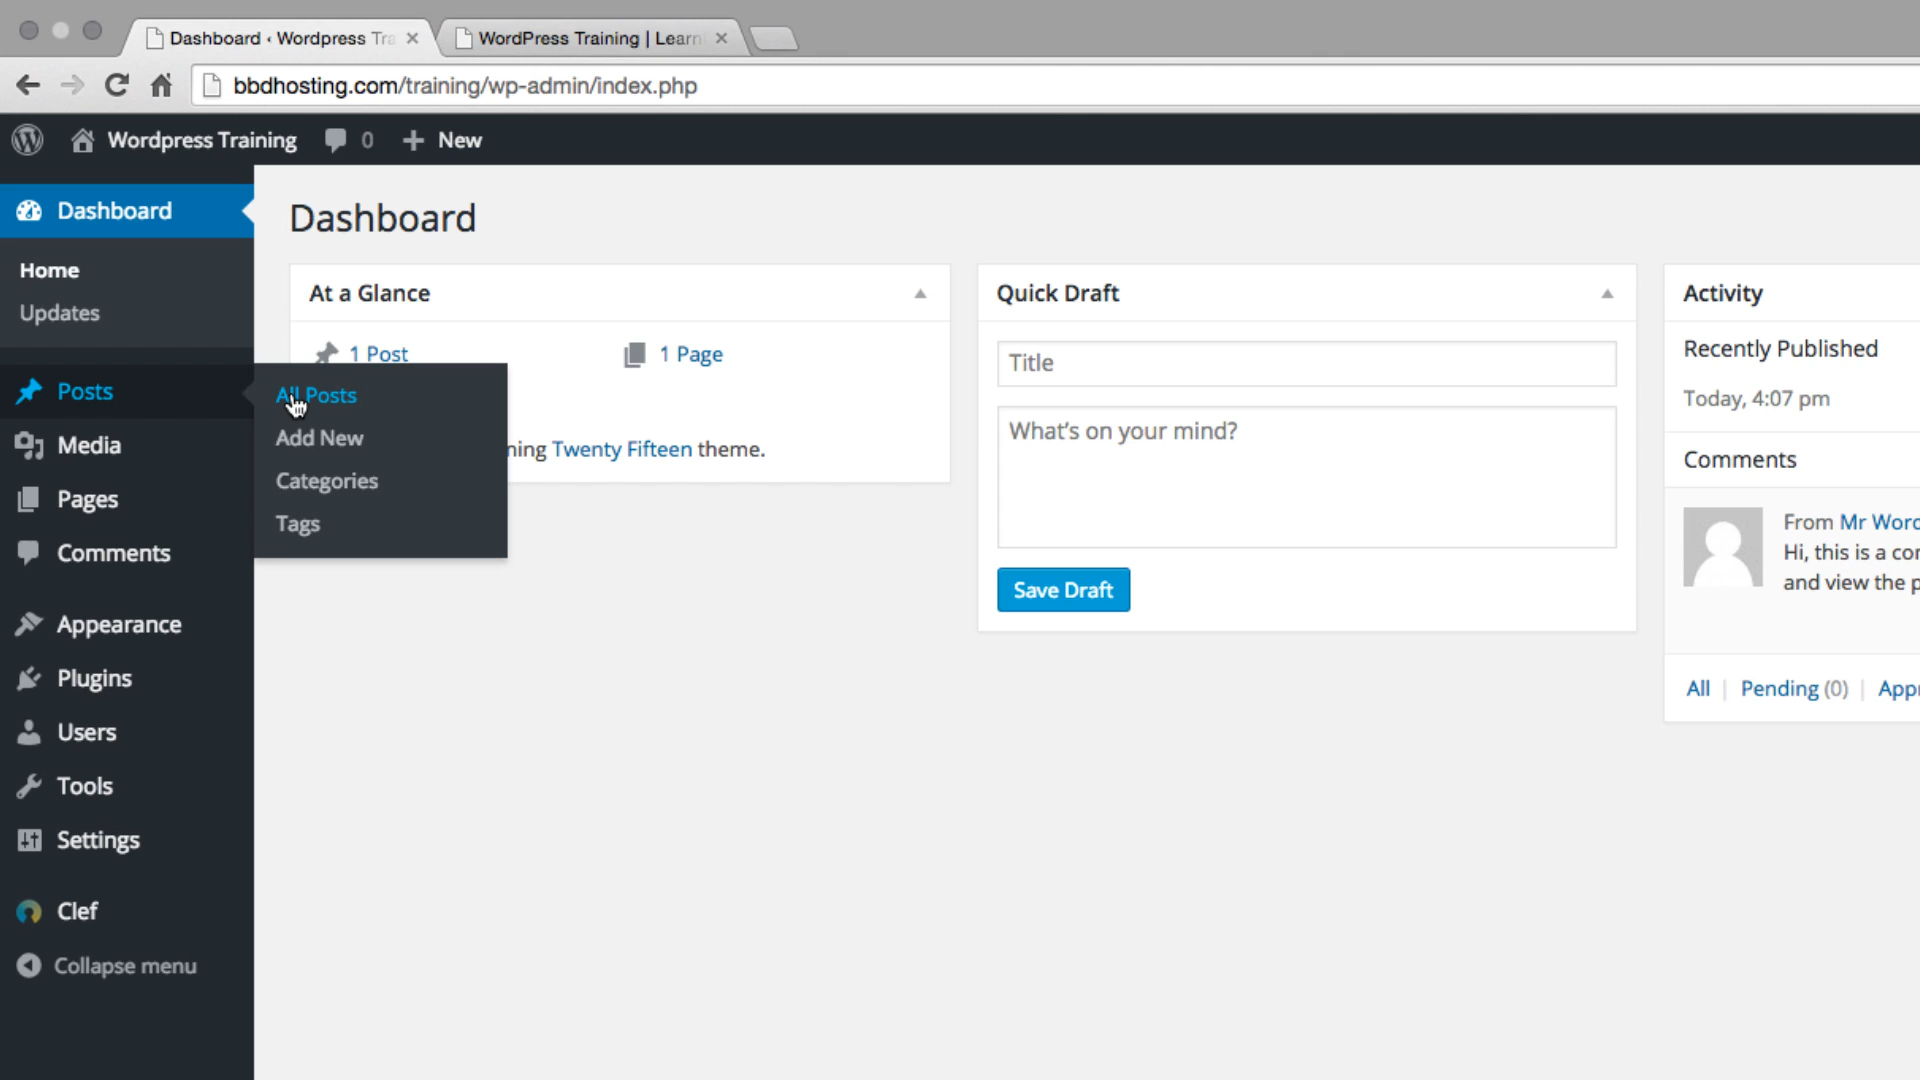 Dashboard ‹ Wordpress Tra
WordPress Training | Learn
bbdhosting.com/training/wp-admin/index.php
Wordpress Training 0 New
Dashboard
Home
Updates
Posts
Media
Pages
Comments
Appearance
Plugins
Users
Tools
Settings
Clef
Collapse menu
All Posts
Add New
Categories
Tags
Dashboard
At a Glance
1 Post 1 Page
ning Twenty Fifteen theme.
Quick Draft
Title
What's on your mind?
Save Draft
Activity
Recently Published
Today, 4:07 pm
Comments
From Mr Word
Hi, this is a co
and view the p
All | Pending (0) | App